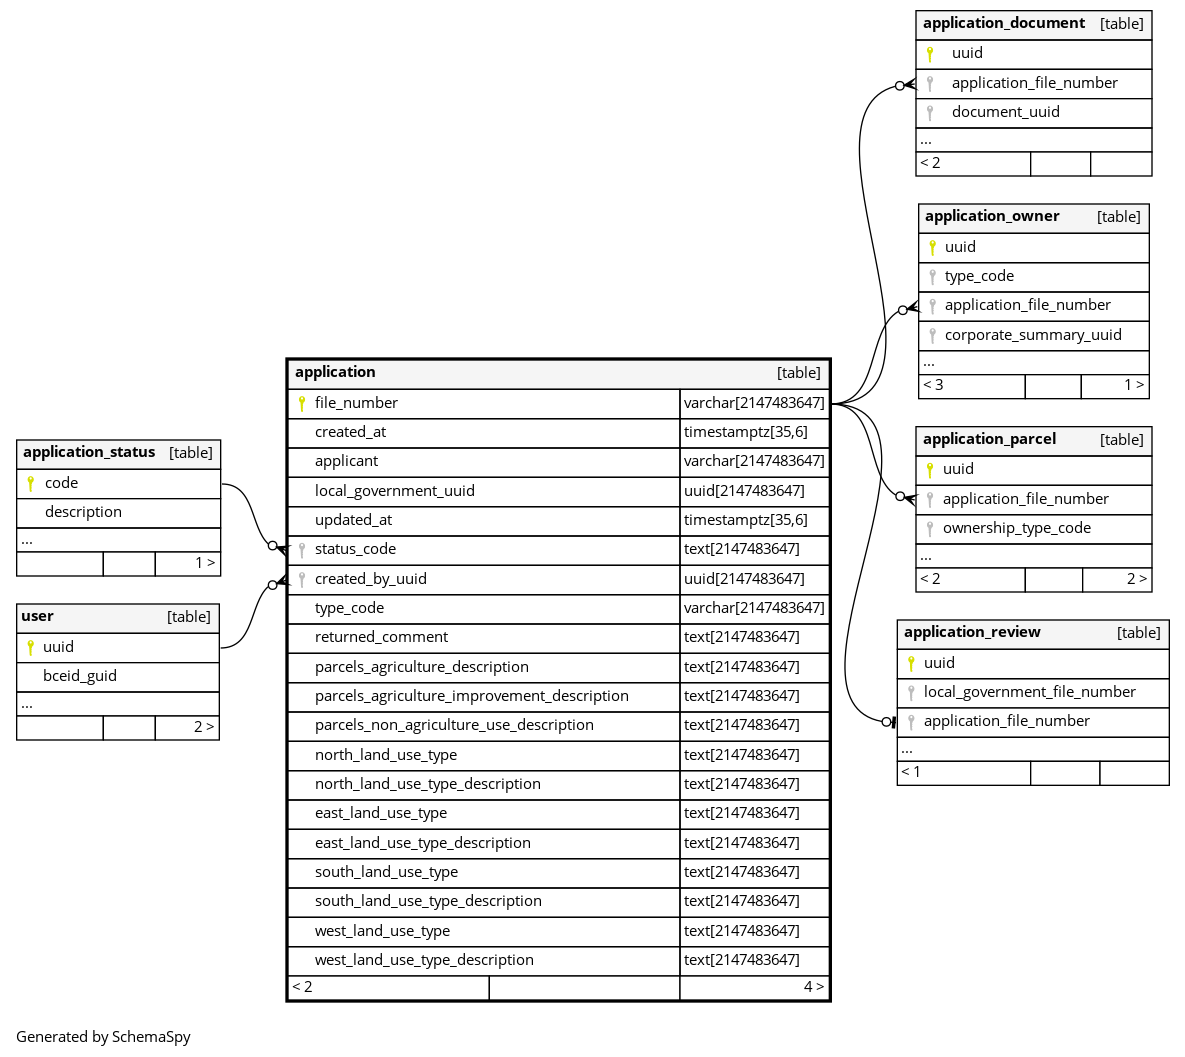 application_document [table]
uuid
application_file_number
document_uuid
...
< 2
application_owner [table]
uuid
type_code
application_file_number
corporate_summary_uuid
...
< 3 1 >
application [table]
file_number varchar[2147483647]
created_at timestamptz[35,6]
applicant varchar[2147483647]
local_government_uuid uuid[2147483647]
updated_at timestamptz[35,6]
status_code text[2147483647]
created_by_uuid uuid[2147483647]
type_code varchar[2147483647]
returned_comment text[2147483647]
parcels_agriculture_description text[2147483647]
parcels_agriculture_improvement_description text[2147483647]
parcels_non_agriculture_use_description text[2147483647]
north_land_use_type text[2147483647]
north_land_use_type_description text[2147483647]
east_land_use_type text[2147483647]
east_land_use_type_description text[2147483647]
south_land_use_type text[2147483647]
south_land_use_type_description text[2147483647]
west_land_use_type text[2147483647]
west_land_use_type_description text[2147483647]
< 2 4 >
application_status [table]
code
description
...
1 >
user [table]
uuid
bceid_guid
...
2 >
application_parcel [table]
uuid
application_file_number
ownership_type_code
...
< 2 2 >
application_review [table]
uuid
local_government_file_number
application_file_number
...
< 1
Generated by SchemaSpy